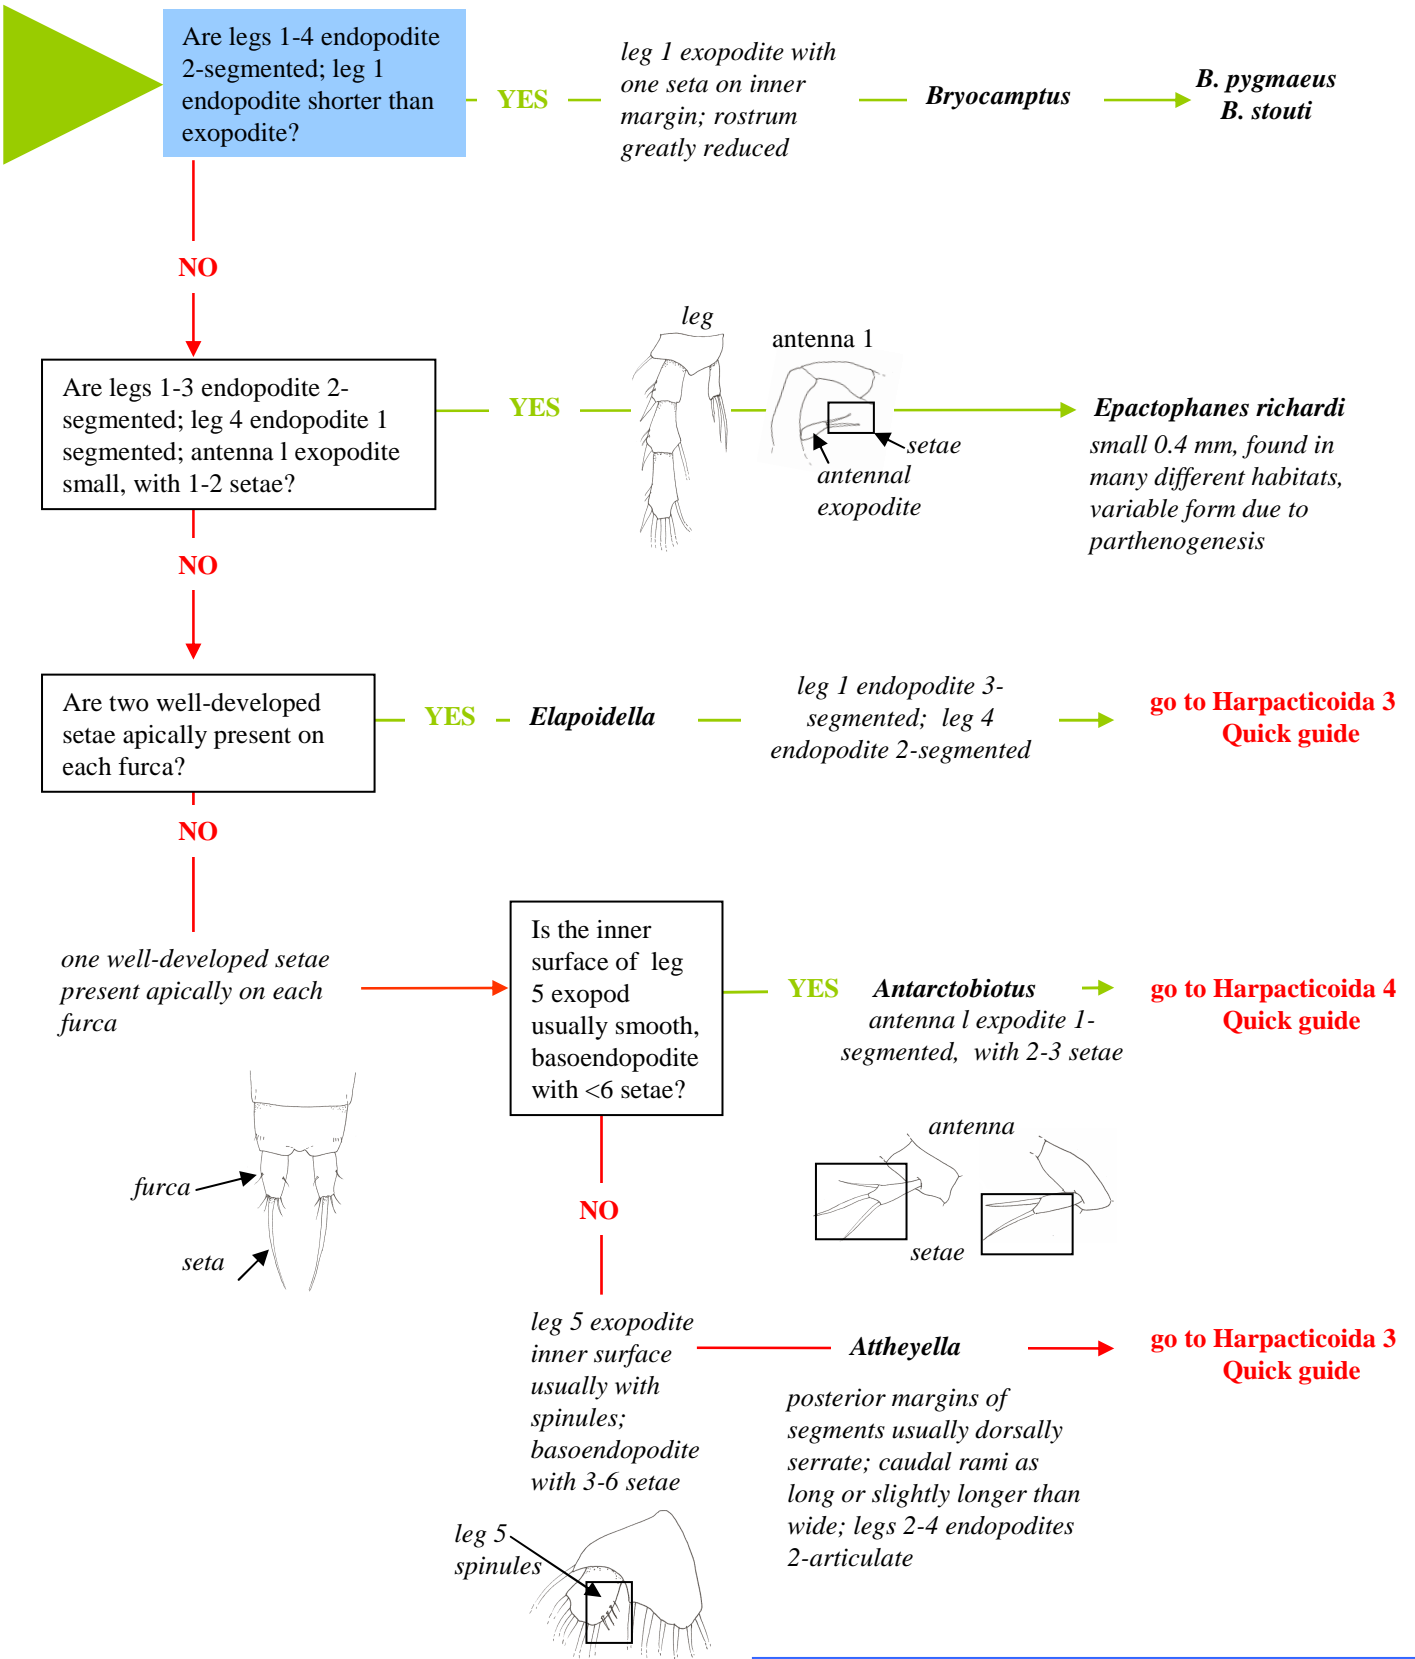 Are legs 1-4 endopodite
2-segmented; leg 1
endopodite shorter than
exopodite?
YES
leg 1 exopodite with
one seta on inner
margin; rostrum
greatly reduced
Bryocamptus
B. pygmaeus
B. stouti
NO
Are legs 1-3 endopodite 2-
segmented; leg 4 endopodite 1
segmented; antenna l exopodite
small, with 1-2 setae?
YES
leg
antenna 1
setae
antennal
exopodite
Epactophanes richardi
small 0.4 mm, found in
many different habitats,
variable form due to
parthenogenesis
NO
Are two well-developed
setae apically present on
each furca?
YES
Elapoidella
leg 1 endopodite 3-
segmented; leg 4
endopodite 2-segmented
go to Harpacticoida 3
Quick guide
NO
one well-developed setae
present apically on each
furca
furca
seta
Is the inner
surface of leg
5 exopod
usually smooth,
basoendopodite
with <6 setae?
YES
Antarctobiotus
antenna l expodite 1-
segmented, with 2-3 setae
go to Harpacticoida 4
Quick guide
antenna
setae
NO
leg 5 exopodite
inner surface
usually with
spinules;
basoendopodite
with 3-6 setae
Attheyella
posterior margins of
segments usually dorsally
serrate; caudal rami as
long or slightly longer than
wide; legs 2-4 endopodites
2-articulate
go to Harpacticoida 3
Quick guide
leg 5
spinules